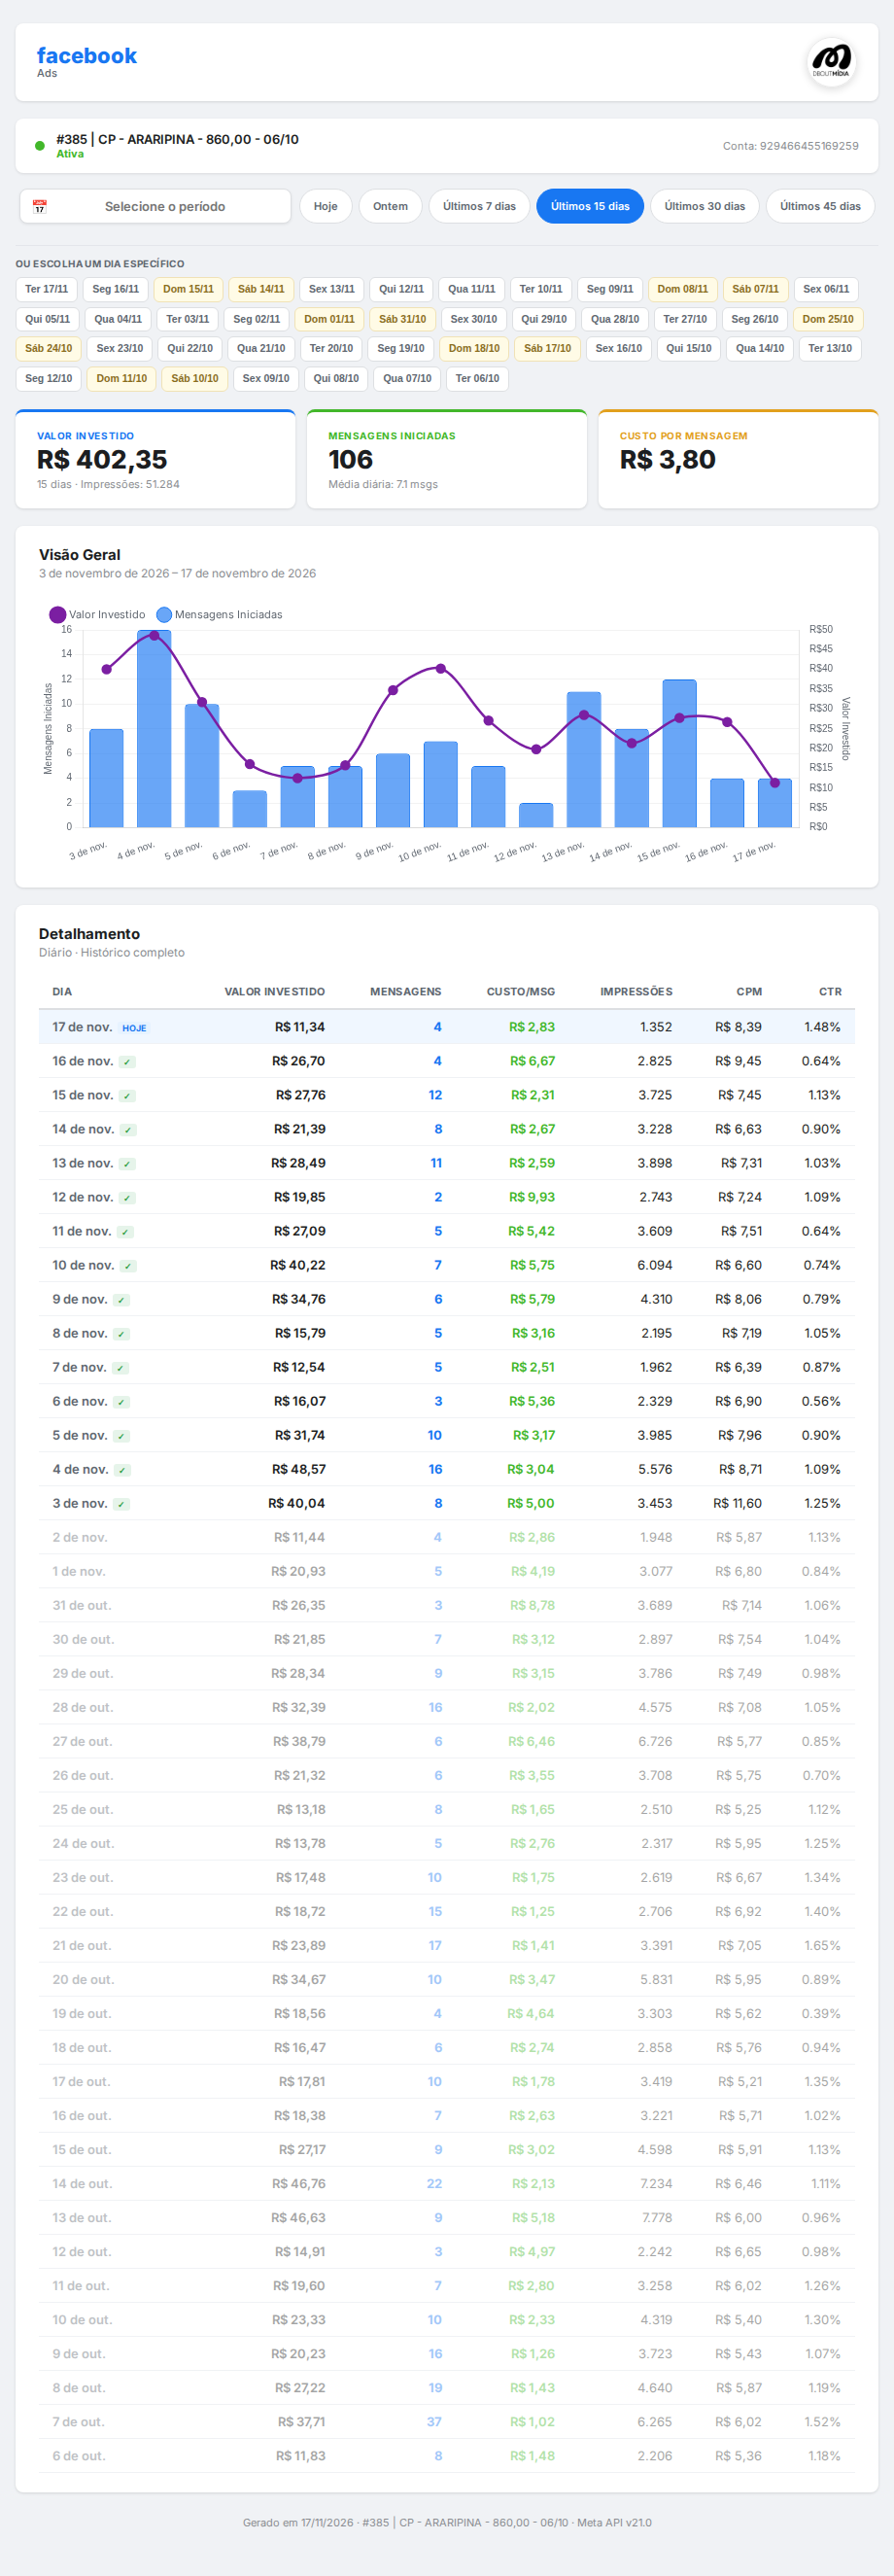 facebook
Ads
DBOUTMÍDIA
#385 | CP - ARARIPINA - 860,00 - 06/10
Ativa
Conta: 929466455169259
Selecione o período
Hoje
Ontem
Últimos 7 dias
Últimos 15 dias
Últimos 30 dias
Últimos 45 dias
OU ESCOLHA UM DIA ESPECÍFICO
Ter 17/11 Seg 16/11 Dom 15/11 Sáb 14/11 Sex 13/11 Qui 12/11 Qua 11/11 Ter 10/11 Seg 09/11 Dom 08/11 Sáb 07/11 Sex 06/11
Qui 05/11 Qua 04/11 Ter 03/11 Seg 02/11 Dom 01/11 Sáb 31/10 Sex 30/10 Qui 29/10 Qua 28/10 Ter 27/10 Seg 26/10 Dom 25/10
Sáb 24/10 Sex 23/10 Qui 22/10 Qua 21/10 Ter 20/10 Seg 19/10 Dom 18/10 Sáb 17/10 Sex 16/10 Qui 15/10 Qua 14/10 Ter 13/10
Seg 12/10 Dom 11/10 Sáb 10/10 Sex 09/10 Qui 08/10 Qua 07/10 Ter 06/10
VALOR INVESTIDO
R$ 402,35
15 dias · Impressões: 51.284
MENSAGENS INICIADAS
106
Média diária: 7.1 msgs
CUSTO POR MENSAGEM
R$ 3,80
Visão Geral
3 de novembro de 2026 – 17 de novembro de 2026
Valor Investido Mensagens Iniciadas
Mensagens Iniciadas
16
14
12
10
8
6
4
2
0
R$50
R$45
R$40
R$35
R$30
R$25
R$20
R$15
R$10
R$5
R$0
Valor Investido
3 de nov. 4 de nov. 5 de nov. 6 de nov. 7 de nov. 8 de nov. 9 de nov. 10 de nov. 11 de nov. 12 de nov. 13 de nov. 14 de nov. 15 de nov. 16 de nov. 17 de nov.
Detalhamento
Diário · Histórico completo
DIA VALOR INVESTIDO MENSAGENS CUSTO/MSG IMPRESSÕES CPM CTR
17 de nov. HOJE R$ 11,34 4 R$ 2,83 1.352 R$ 8,39 1.48%
16 de nov. ✓ R$ 26,70 4 R$ 6,67 2.825 R$ 9,45 0.64%
15 de nov. ✓ R$ 27,76 12 R$ 2,31 3.725 R$ 7,45 1.13%
14 de nov. ✓ R$ 21,39 8 R$ 2,67 3.228 R$ 6,63 0.90%
13 de nov. ✓ R$ 28,49 11 R$ 2,59 3.898 R$ 7,31 1.03%
12 de nov. ✓ R$ 19,85 2 R$ 9,93 2.743 R$ 7,24 1.09%
11 de nov. ✓ R$ 27,09 5 R$ 5,42 3.609 R$ 7,51 0.64%
10 de nov. ✓ R$ 40,22 7 R$ 5,75 6.094 R$ 6,60 0.74%
9 de nov. ✓ R$ 34,76 6 R$ 5,79 4.310 R$ 8,06 0.79%
8 de nov. ✓ R$ 15,79 5 R$ 3,16 2.195 R$ 7,19 1.05%
7 de nov. ✓ R$ 12,54 5 R$ 2,51 1.962 R$ 6,39 0.87%
6 de nov. ✓ R$ 16,07 3 R$ 5,36 2.329 R$ 6,90 0.56%
5 de nov. ✓ R$ 31,74 10 R$ 3,17 3.985 R$ 7,96 0.90%
4 de nov. ✓ R$ 48,57 16 R$ 3,04 5.576 R$ 8,71 1.09%
3 de nov. ✓ R$ 40,04 8 R$ 5,00 3.453 R$ 11,60 1.25%
2 de nov. R$ 11,44 4 R$ 2,86 1.948 R$ 5,87 1.13%
1 de nov. R$ 20,93 5 R$ 4,19 3.077 R$ 6,80 0.84%
31 de out. R$ 26,35 3 R$ 8,78 3.689 R$ 7,14 1.06%
30 de out. R$ 21,85 7 R$ 3,12 2.897 R$ 7,54 1.04%
29 de out. R$ 28,34 9 R$ 3,15 3.786 R$ 7,49 0.98%
28 de out. R$ 32,39 16 R$ 2,02 4.575 R$ 7,08 1.05%
27 de out. R$ 38,79 6 R$ 6,46 6.726 R$ 5,77 0.85%
26 de out. R$ 21,32 6 R$ 3,55 3.708 R$ 5,75 0.70%
25 de out. R$ 13,18 8 R$ 1,65 2.510 R$ 5,25 1.12%
24 de out. R$ 13,78 5 R$ 2,76 2.317 R$ 5,95 1.25%
23 de out. R$ 17,48 10 R$ 1,75 2.619 R$ 6,67 1.34%
22 de out. R$ 18,72 15 R$ 1,25 2.706 R$ 6,92 1.40%
21 de out. R$ 23,89 17 R$ 1,41 3.391 R$ 7,05 1.65%
20 de out. R$ 34,67 10 R$ 3,47 5.831 R$ 5,95 0.89%
19 de out. R$ 18,56 4 R$ 4,64 3.303 R$ 5,62 0.39%
18 de out. R$ 16,47 6 R$ 2,74 2.858 R$ 5,76 0.94%
17 de out. R$ 17,81 10 R$ 1,78 3.419 R$ 5,21 1.35%
16 de out. R$ 18,38 7 R$ 2,63 3.221 R$ 5,71 1.02%
15 de out. R$ 27,17 9 R$ 3,02 4.598 R$ 5,91 1.13%
14 de out. R$ 46,76 22 R$ 2,13 7.234 R$ 6,46 1.11%
13 de out. R$ 46,63 9 R$ 5,18 7.778 R$ 6,00 0.96%
12 de out. R$ 14,91 3 R$ 4,97 2.242 R$ 6,65 0.98%
11 de out. R$ 19,60 7 R$ 2,80 3.258 R$ 6,02 1.26%
10 de out. R$ 23,33 10 R$ 2,33 4.319 R$ 5,40 1.30%
9 de out. R$ 20,23 16 R$ 1,26 3.723 R$ 5,43 1.07%
8 de out. R$ 27,22 19 R$ 1,43 4.640 R$ 5,87 1.19%
7 de out. R$ 37,71 37 R$ 1,02 6.265 R$ 6,02 1.52%
6 de out. R$ 11,83 8 R$ 1,48 2.206 R$ 5,36 1.18%
Gerado em 17/11/2026 · #385 | CP - ARARIPINA - 860,00 - 06/10 · Meta API v21.0